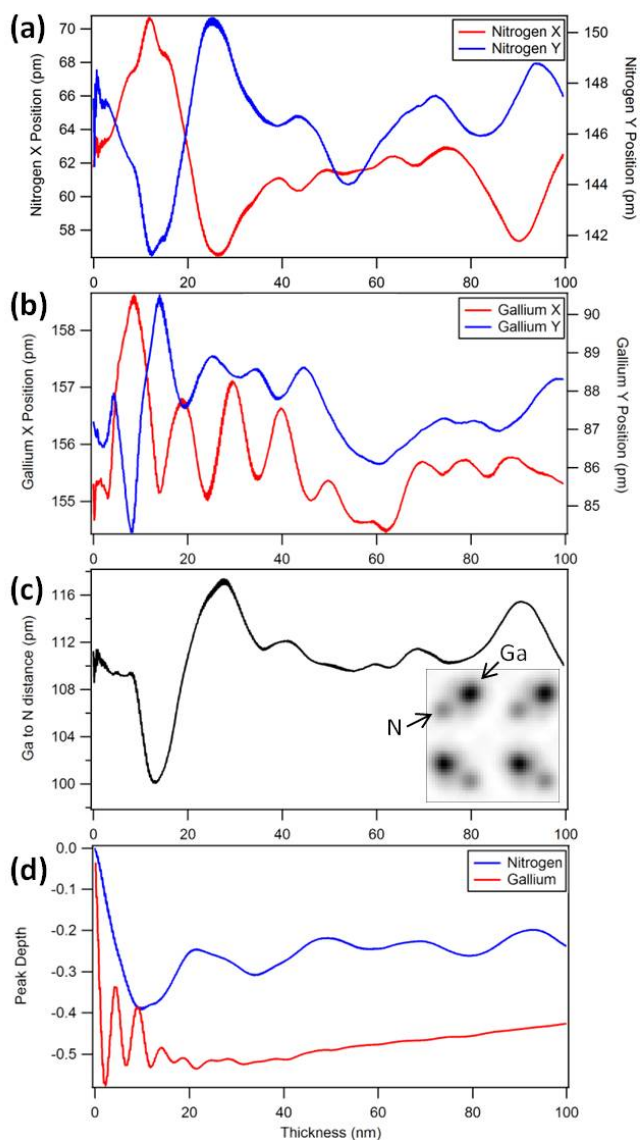 (a)
Nitrogen X
Nitrogen Y
70
68
66
64
62
60
58
150
148
146
144
142
Nitrogen X Position (pm)
Nitrogen Y Position (pm)
0 20 40 60 80 100
(b)
Gallium X
Gallium Y
158
157
156
155
90
89
88
87
86
85
Gallium X Position (pm)
Gallium Y Position (pm)
0 20 40 60 80 100
(c)
116
112
108
104
100
Ga to N distance (pm)
Ga
N
0 20 40 60 80 100
(d)
Nitrogen
Gallium
0.0
-0.1
-0.2
-0.3
-0.4
-0.5
Peak Depth
0 20 40 60 80 100
Thickness (nm)